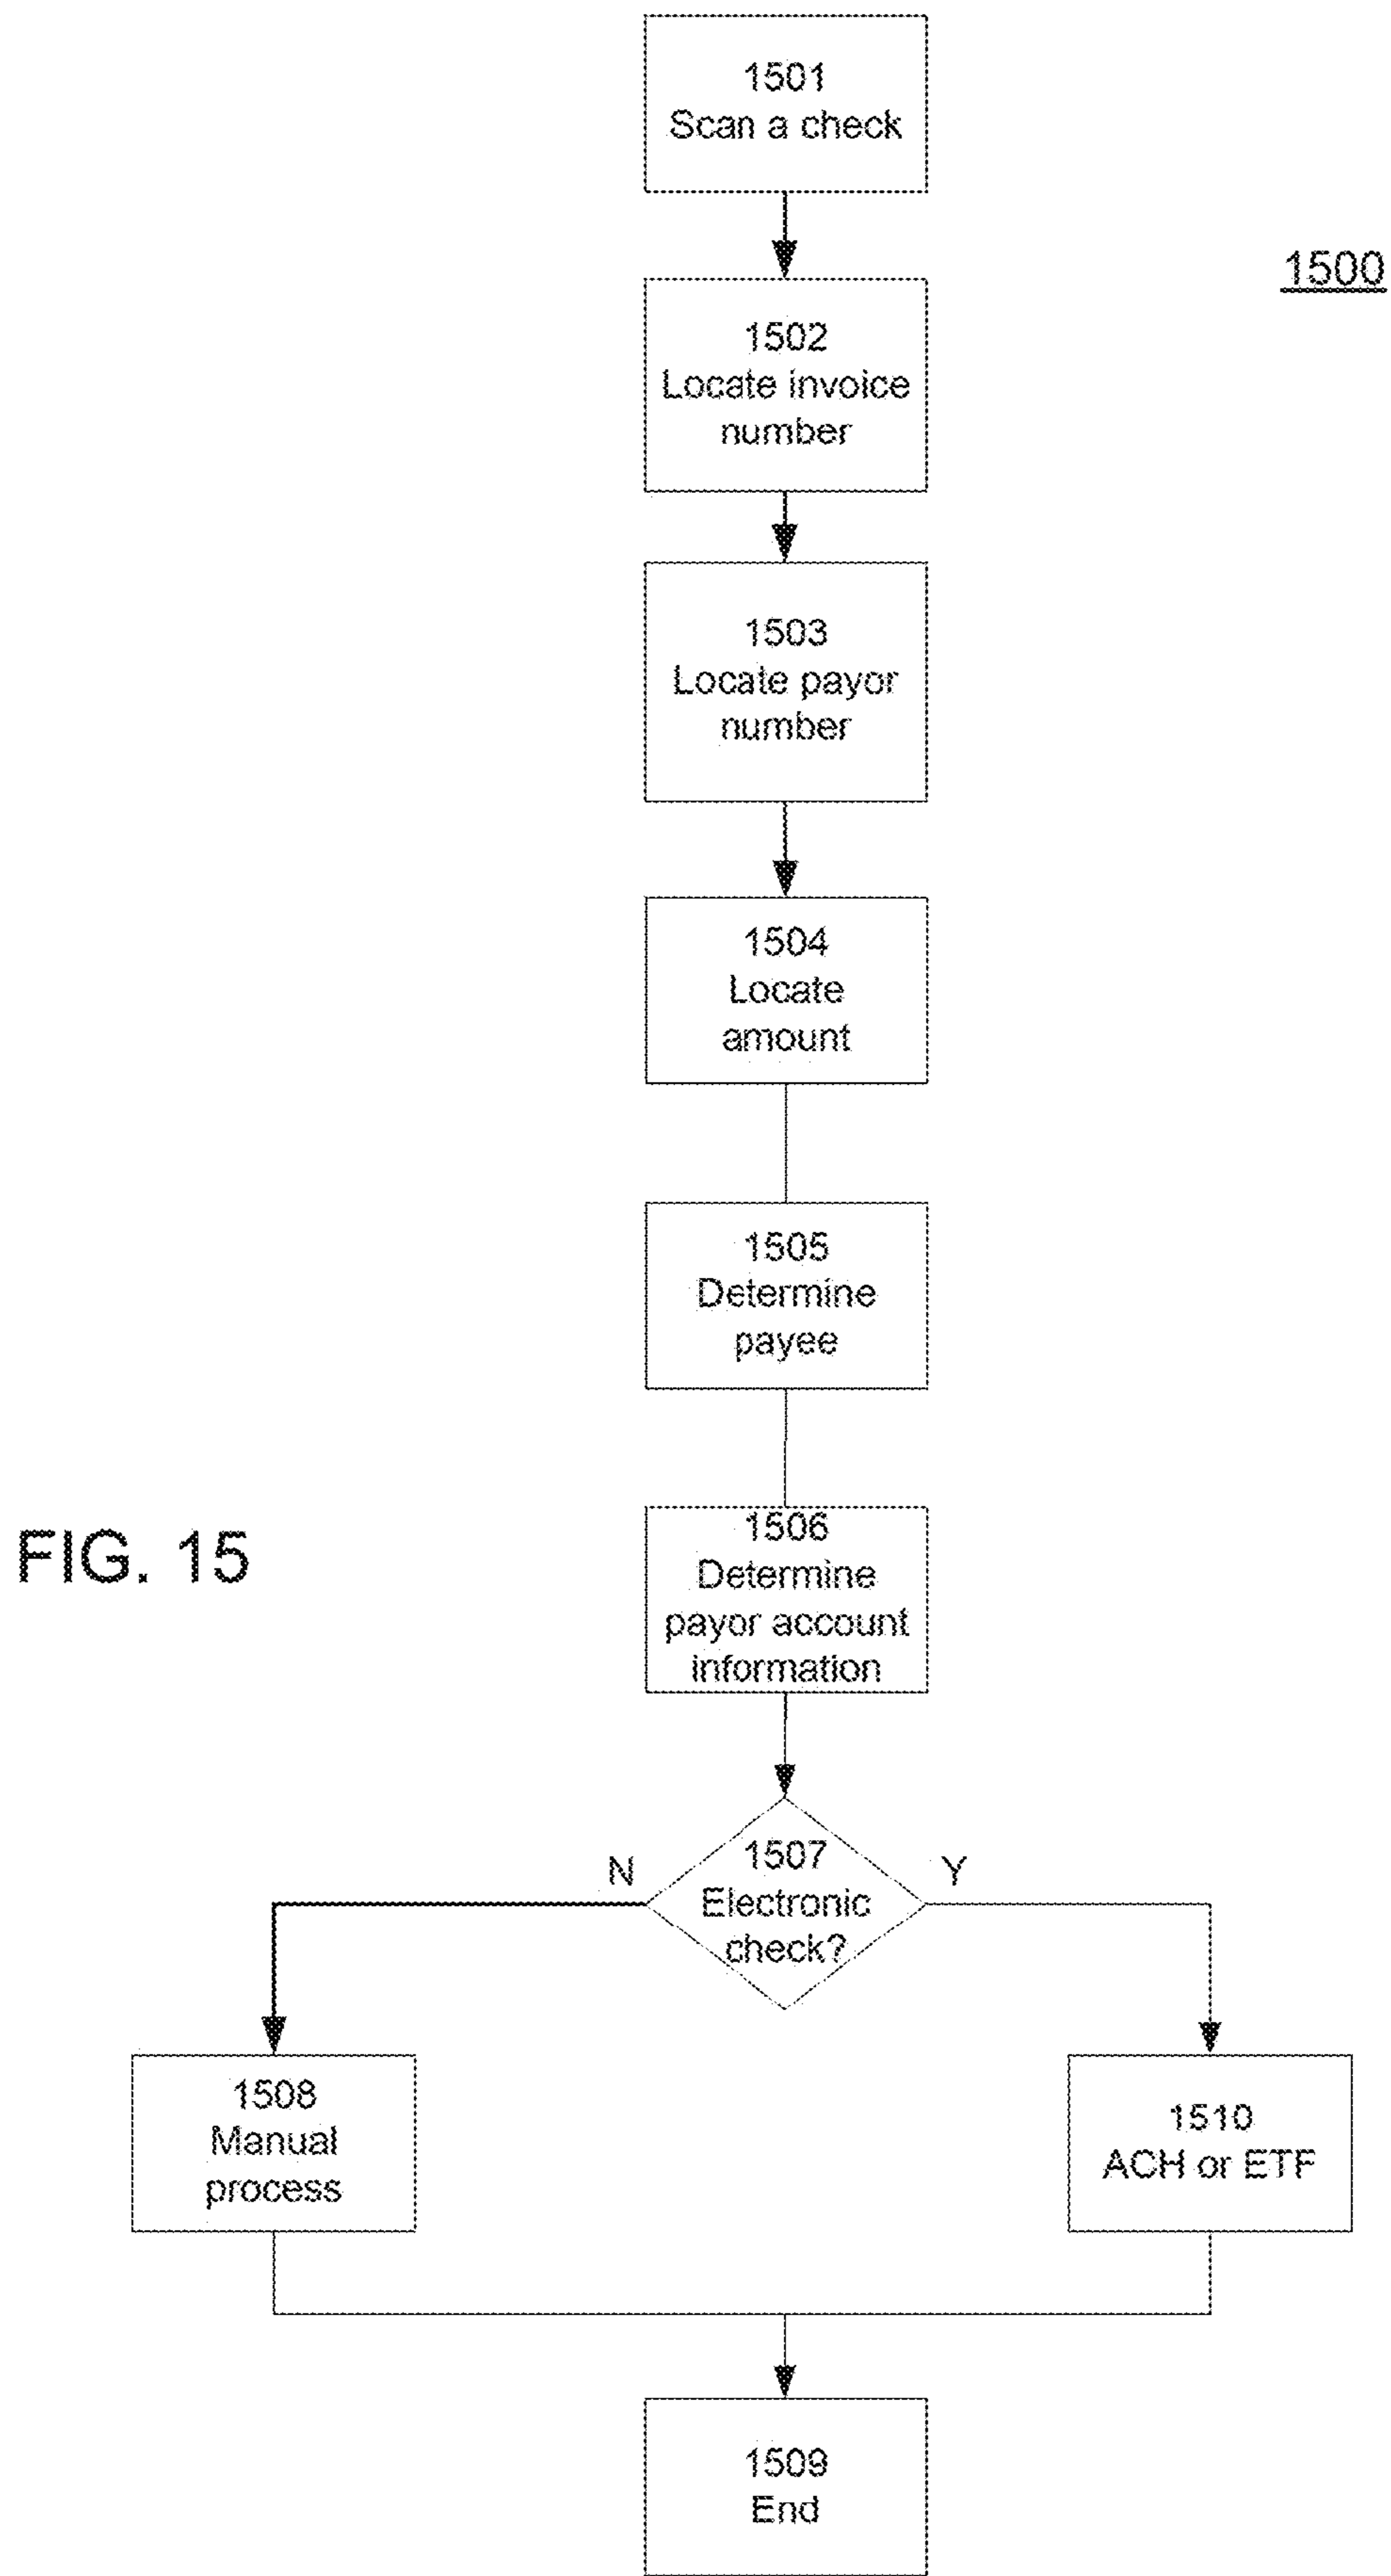 1501
Scan a check
1500
1502
Locate invoice
number
1503
Locate payor
number
1504
Locate
amount
1505
Determine
payee
FIG. 15
1506
Determine
payor account
information
N
1507
Electronic
check?
Y
1508
Manual
process
1510
ACH or ETF
1509
End